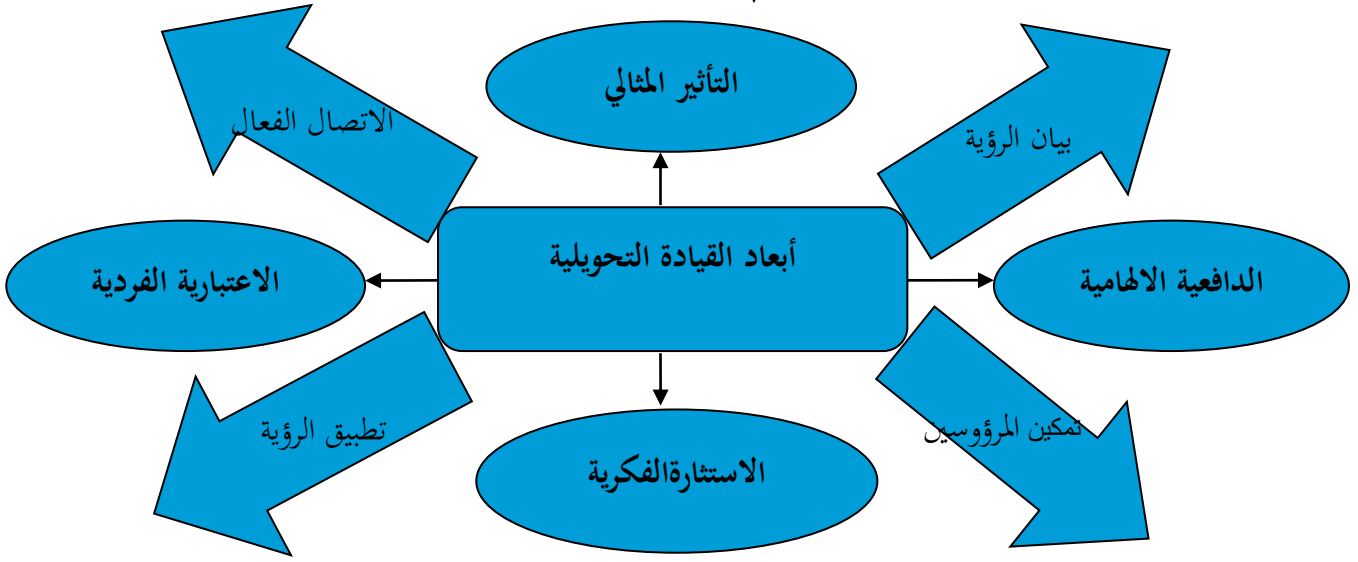 التأثير المثالي
بيان الرؤية
الاتصال الفعال
أبعاد القيادة التحويلية
الدافعية الالهامية
الاعتبارية الفردية
تمكين المرؤوسين
تطبيق الرؤية
الاستثارةالفكرية